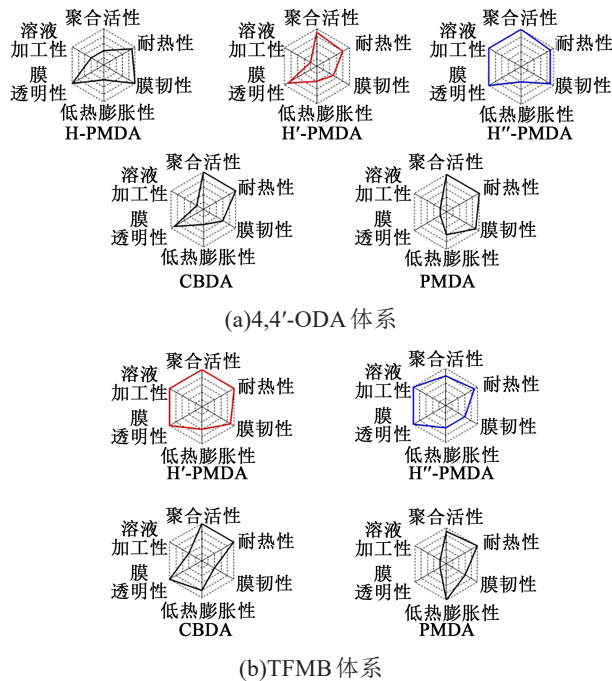 聚合活性
溶液
加工性
耐热性
膜
透明性
膜韧性
低热膨胀性
H-PMDA
聚合活性
溶液
加工性
耐热性
膜
透明性
膜韧性
低热膨胀性
H′-PMDA
聚合活性
溶液
加工性
耐热性
膜
透明性
膜韧性
低热膨胀性
H′′-PMDA
聚合活性
溶液
加工性
耐热性
膜
透明性
膜韧性
低热膨胀性
CBDA
聚合活性
溶液
加工性
耐热性
膜
透明性
膜韧性
低热膨胀性
PMDA
(a)4,4′-ODA体系
聚合活性
溶液
加工性
耐热性
膜
透明性
膜韧性
低热膨胀性
H′-PMDA
聚合活性
溶液
加工性
耐热性
膜
透明性
膜韧性
低热膨胀性
H′′-PMDA
聚合活性
溶液
加工性
耐热性
膜
透明性
膜韧性
低热膨胀性
CBDA
聚合活性
溶液
加工性
耐热性
膜
透明性
膜韧性
低热膨胀性
PMDA
(b)TFMB体系